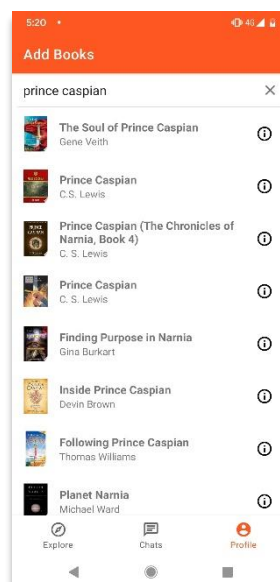 5:20
4G
Add Books
prince caspian
The Soul of Prince Caspian
Gene Veith
Prince Caspian
C.S. Lewis
Prince Caspian (The Chronicles of
Narnia, Book 4)
C. S. Lewis
Prince Caspian
C. S. Lewis
Finding Purpose in Narnia
Gina Burkart
Inside Prince Caspian
Devin Brown
Following Prince Caspian
Thomas Williams
Planet Narnia
Michael Ward
Explore
Chats
Profile